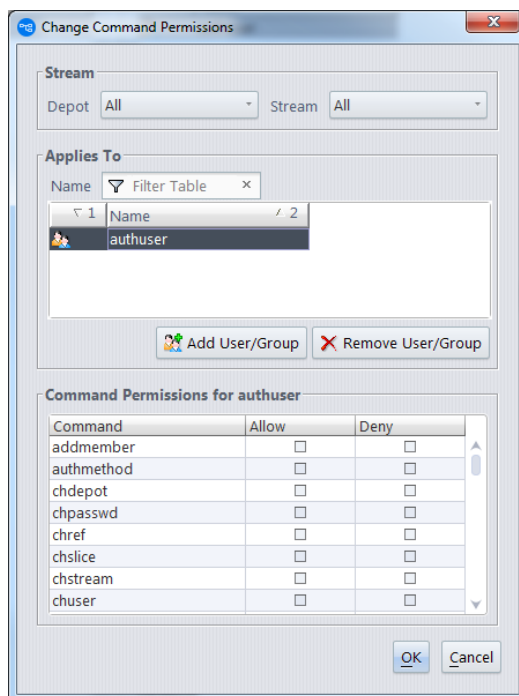 Change Command Permissions
Stream
Depot All Stream All
Applies To
Name Filter Table ×
1 Name 2
authuser
Add User/Group Remove User/Group
Command Permissions for authuser
Command Allow Deny
addmember
authmethod
chdepot
chpasswd
chref
chslice
chstream
chuser
OK Cancel